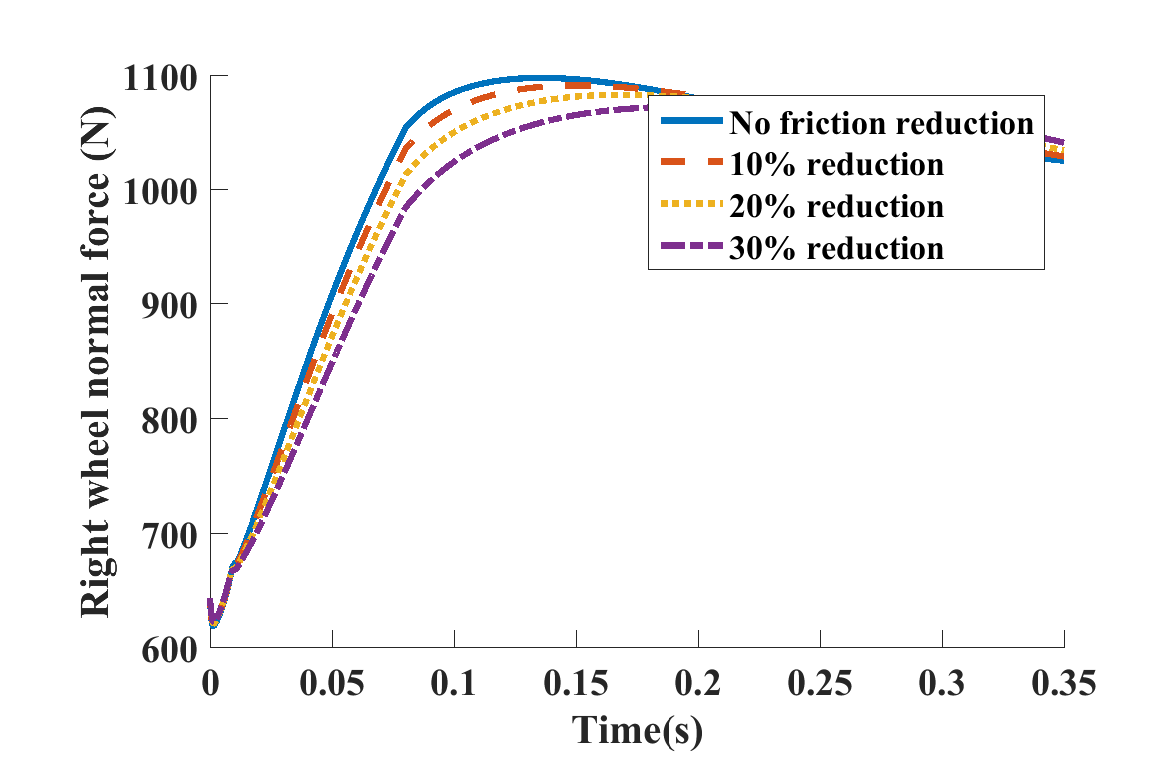 Right wheel normal force (N)
1100
1000
900
800
700
600
No friction reduction
10% reduction
20% reduction
30% reduction
0 0.05 0.1 0.15 0.2 0.25 0.3 0.35
Time(s)